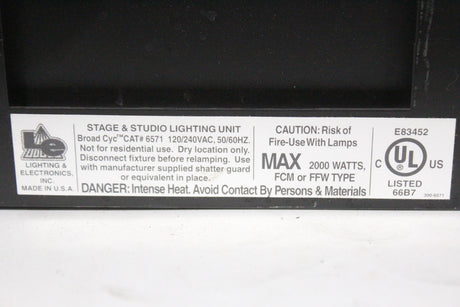 LIGHTING &
ELECTRONICS,
INC.
MADE IN U.S.A.
STAGE & STUDIO LIGHTING UNIT
Broad Cyc™CAT# 6571 120/240VAC, 50/60HZ.
Not for residential use. Dry location only.
Disconnect fixture before relamping. Use
with manufacturer supplied shatter guard
or equivalent in place.
CAUTION: Risk of
Fire-Use With Lamps
MAX 2000 WATTS,
FCM or FFW TYPE
DANGER: Intense Heat. Avoid Contact By Persons & Materials
E83452
C UL US
LISTED
66B7